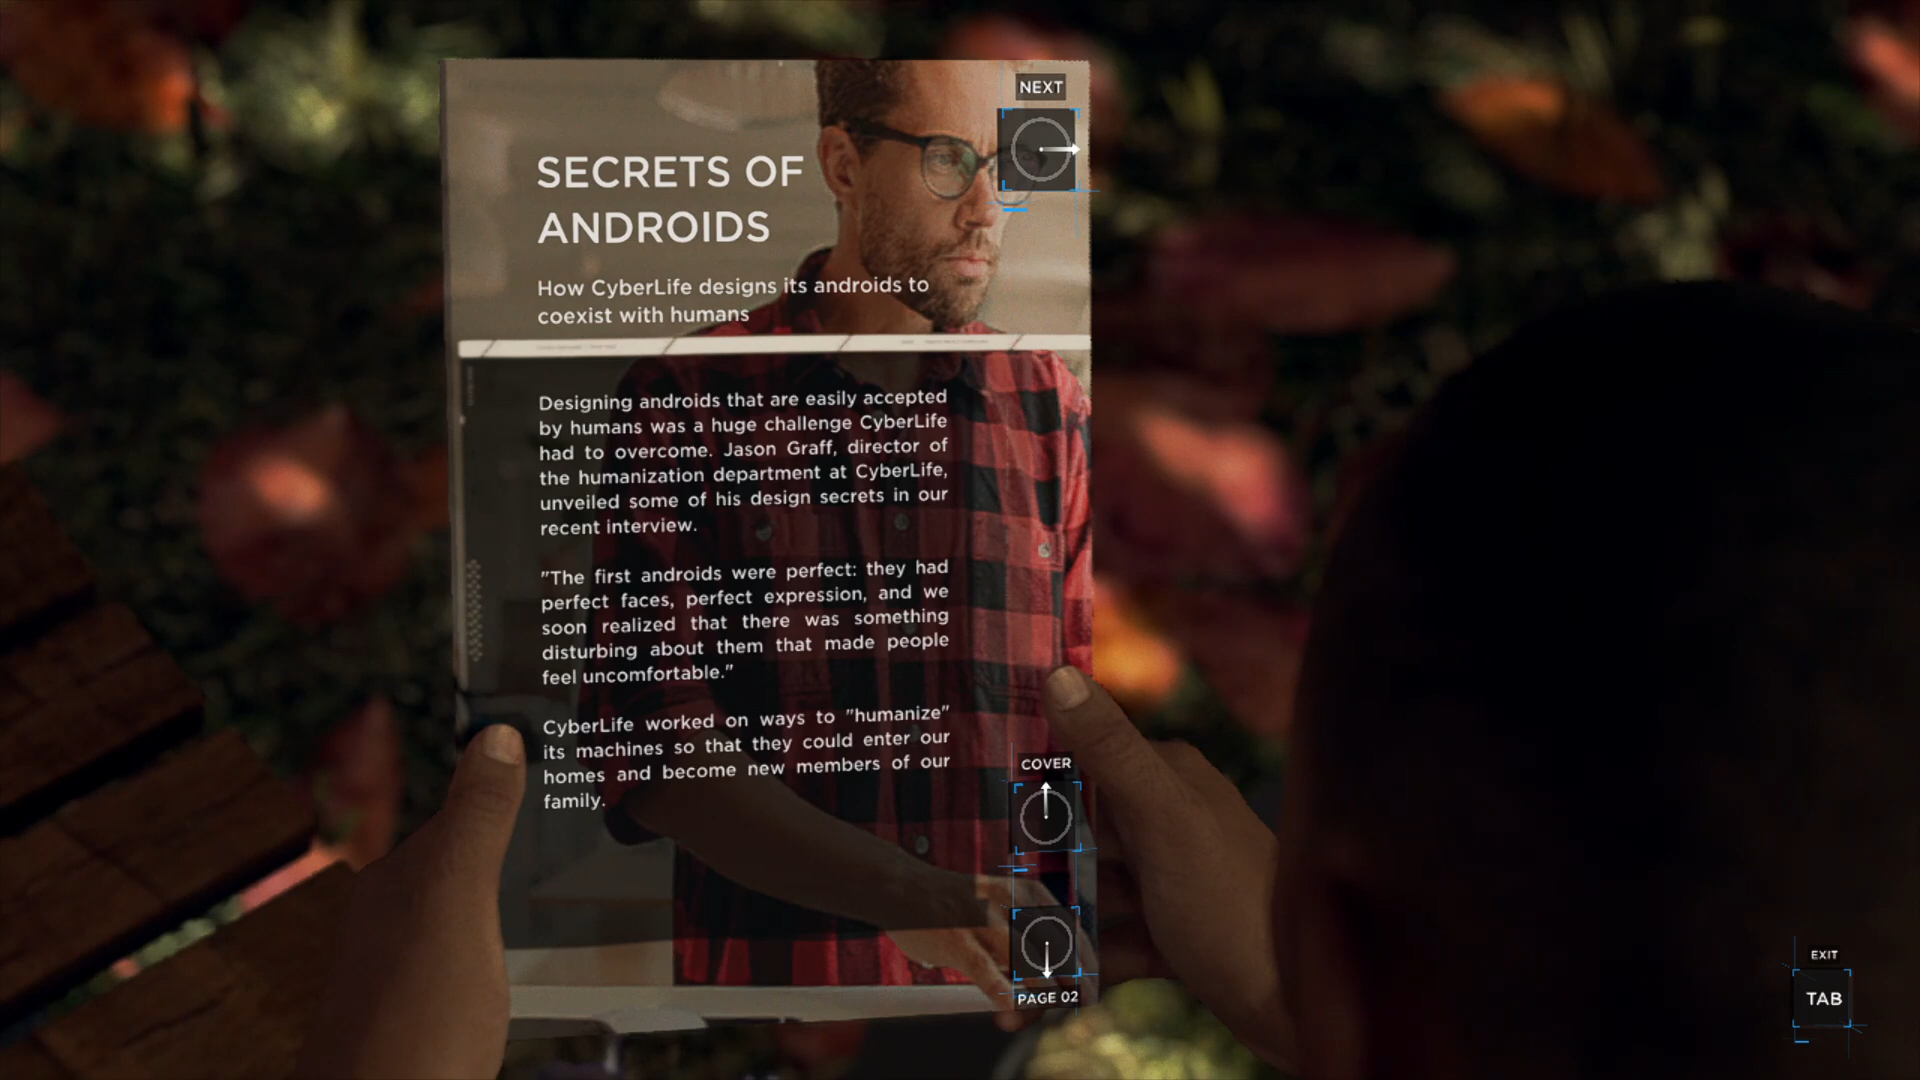 NEXT
SECRETS OF
ANDROIDS
How CyberLife designs its androids to
coexist with humans
Designing androids that are easily accepted
by humans was a huge challenge CyberLife
had to overcome. Jason Graff, director of
the humanization department at CyberLife,
unveiled some of his design secrets in our
recent interview.
"The first androids were perfect: they had
perfect faces, perfect expression, and we
soon realized that there was something
disturbing about them that made people
feel uncomfortable."
CyberLife worked on ways to "humanize"
its machines so that they could enter our
homes and become new members of our
family.
COVER
PAGE 02
EXIT
TAB